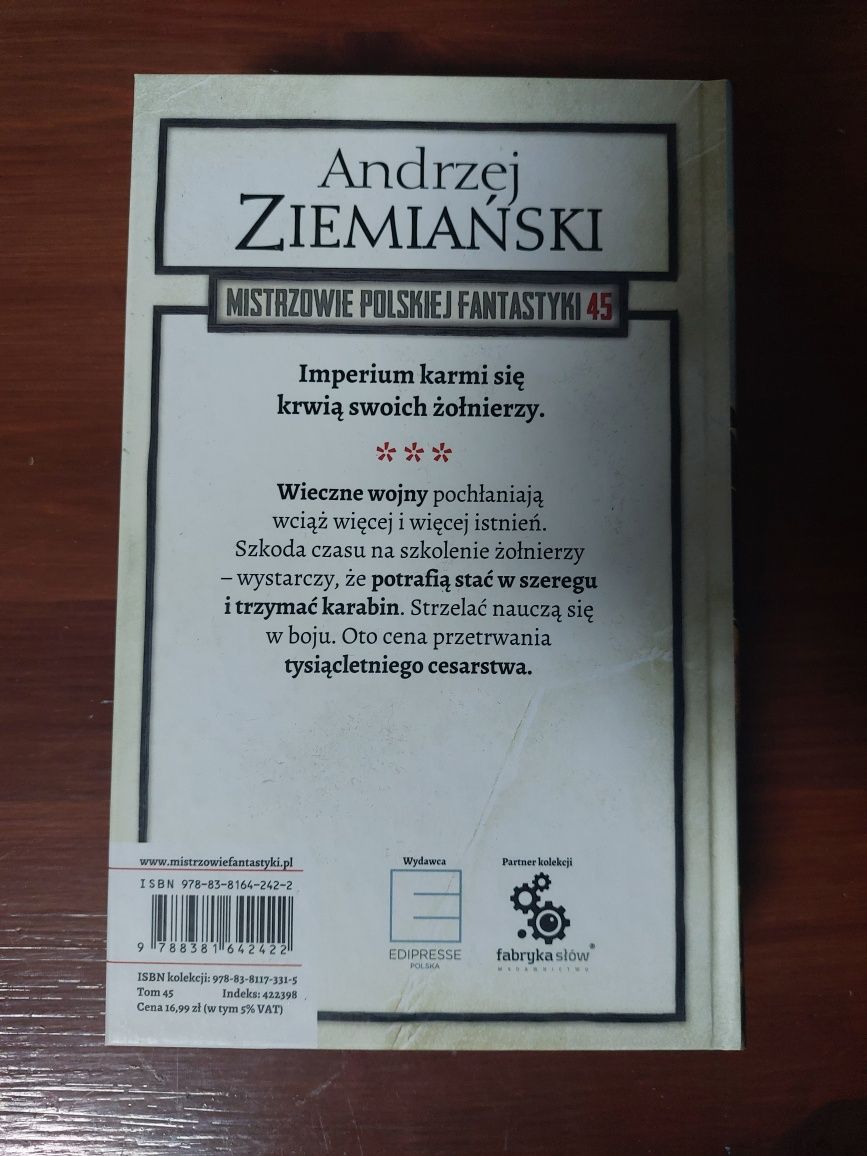 Andrzej
ZIEMIAŃSKI
MISTRZOWIE POLSKIEJ FANTASTYKI 45
Imperium karmi się
krwią swoich żołnierzy.
***
Wieczne wojny pochłaniają
wciąż więcej i więcej istnień.
Szkoda czasu na szkolenie żołnierzy
– wystarczy, że potrafią stać w szeregu
i trzymać karabin. Strzelać nauczą się
w boju. Oto cena przetrwania
tysiącletniego cesarstwa.
www.mistrzowiefantastyki.pl
ISBN 978-83-8164-242-2
9 788381 642422
ISBN kolekcji: 978-83-8117-331-5
Tom 45 Indeks: 422398
Cena 16,99 zł (w tym 5% VAT)
Wydawca
EDIPRESSE
POLSKA
Partner kolekcji
fabryka słów®
WYDAWNICTWO